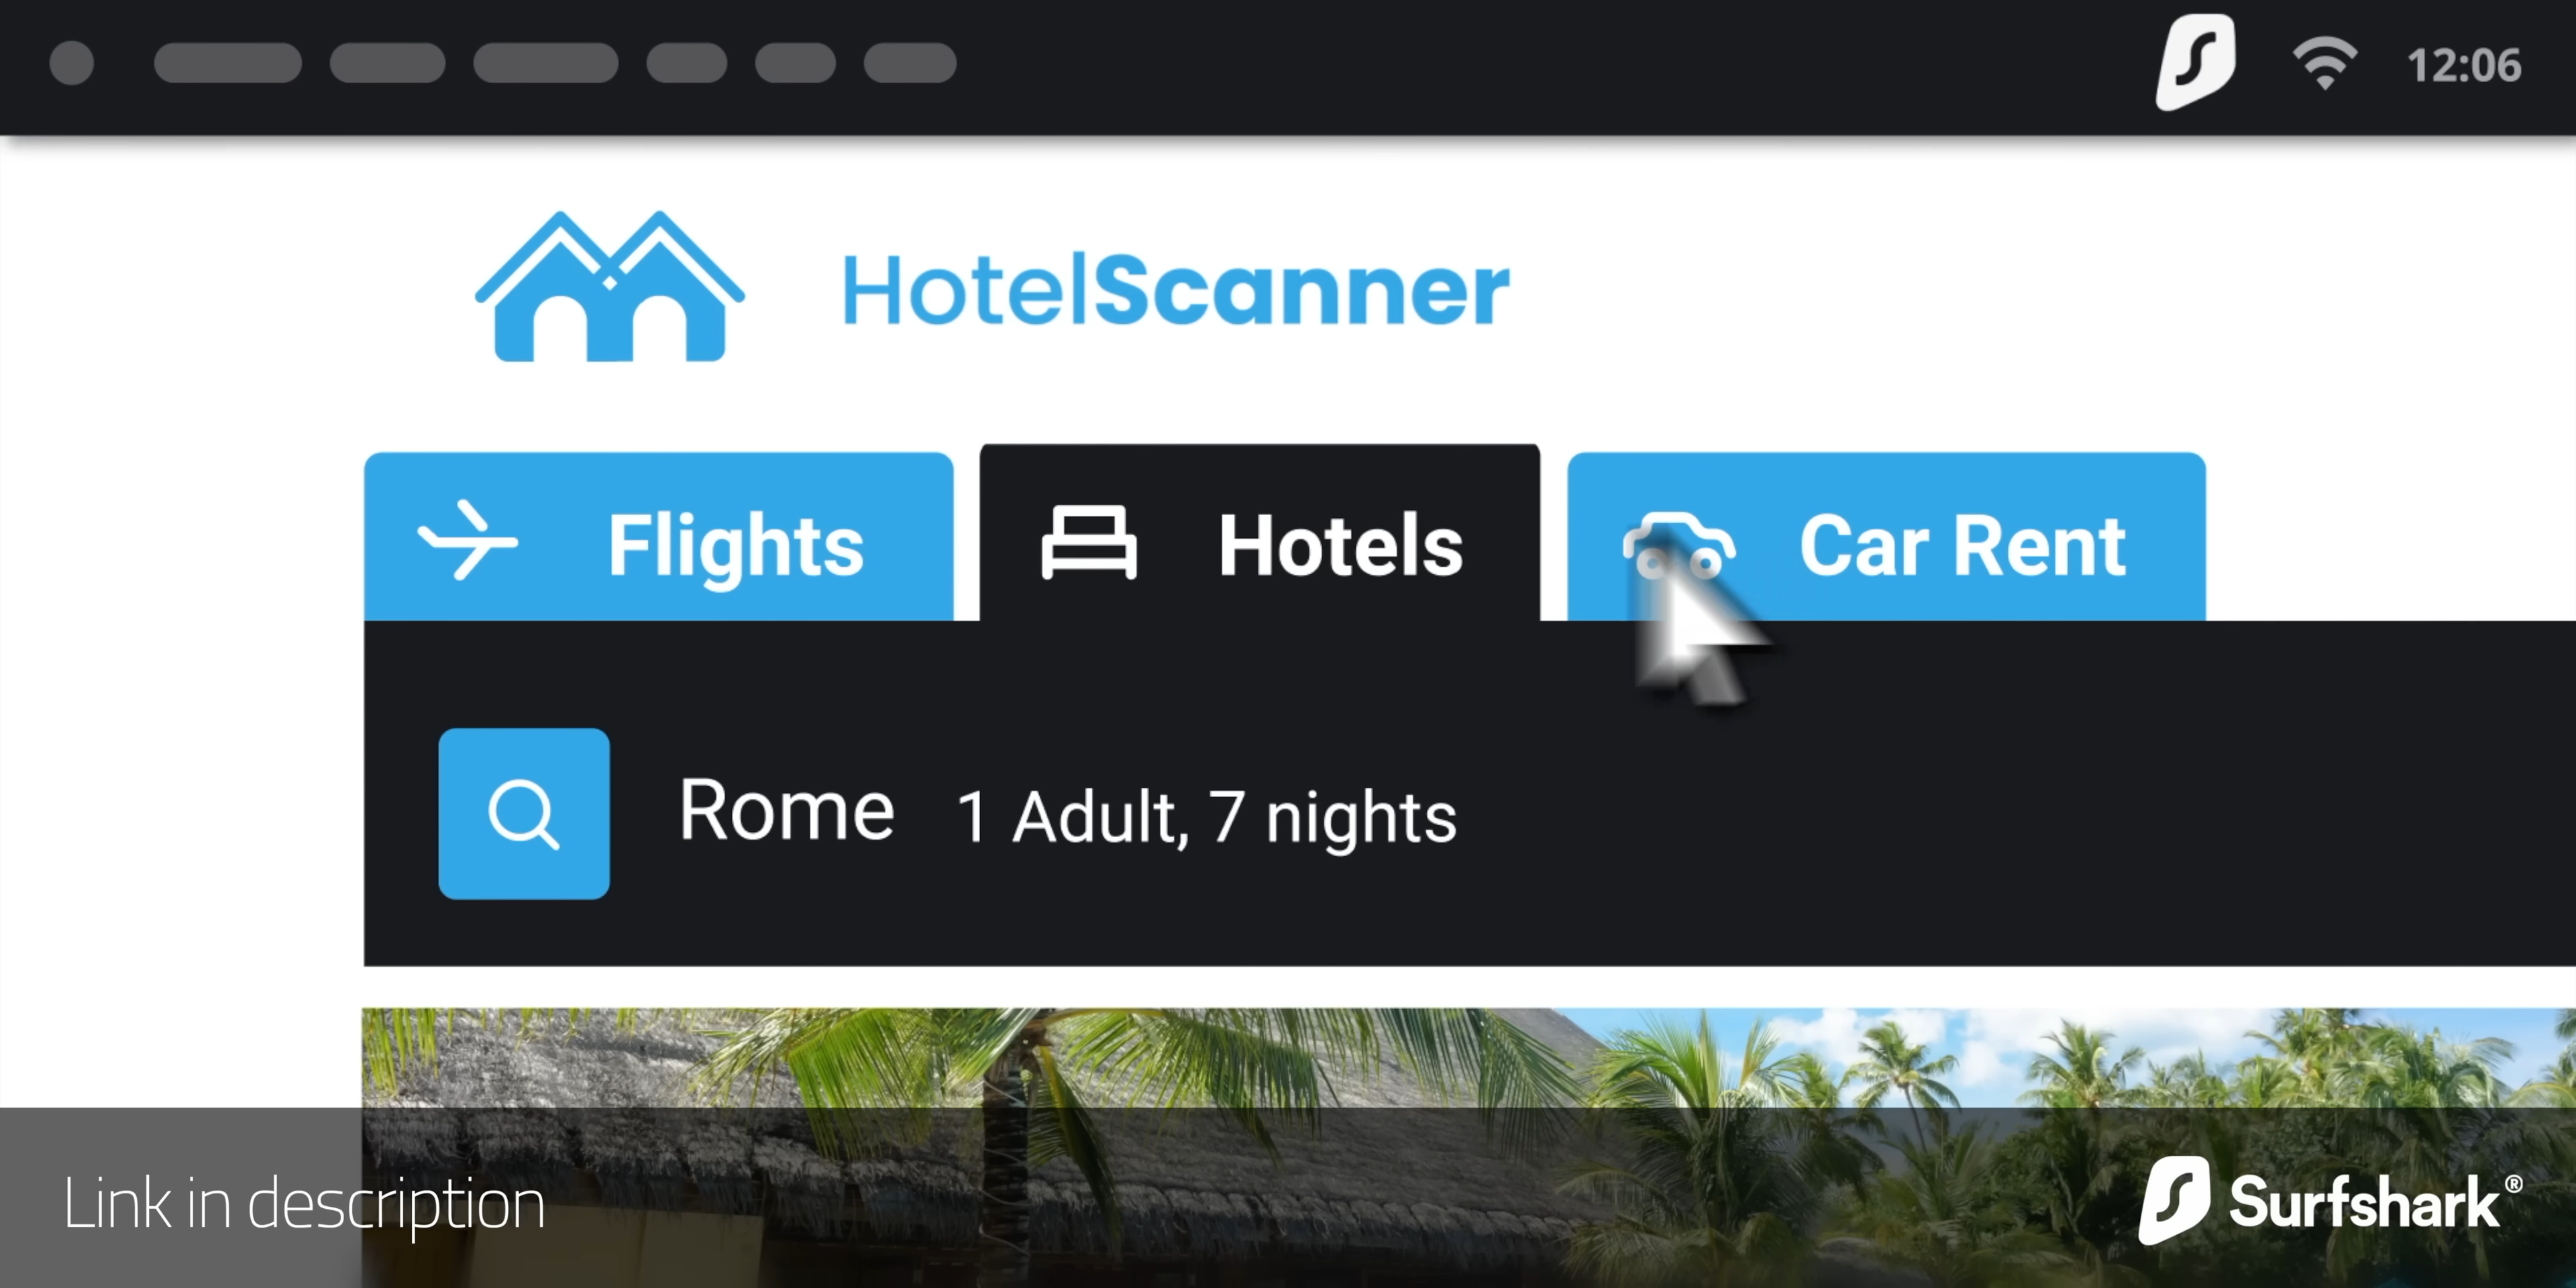 12:06
HotelScanner
Flights
Hotels
Car Rent
Rome 1 Adult, 7 nights
Link in description
Surfshark®